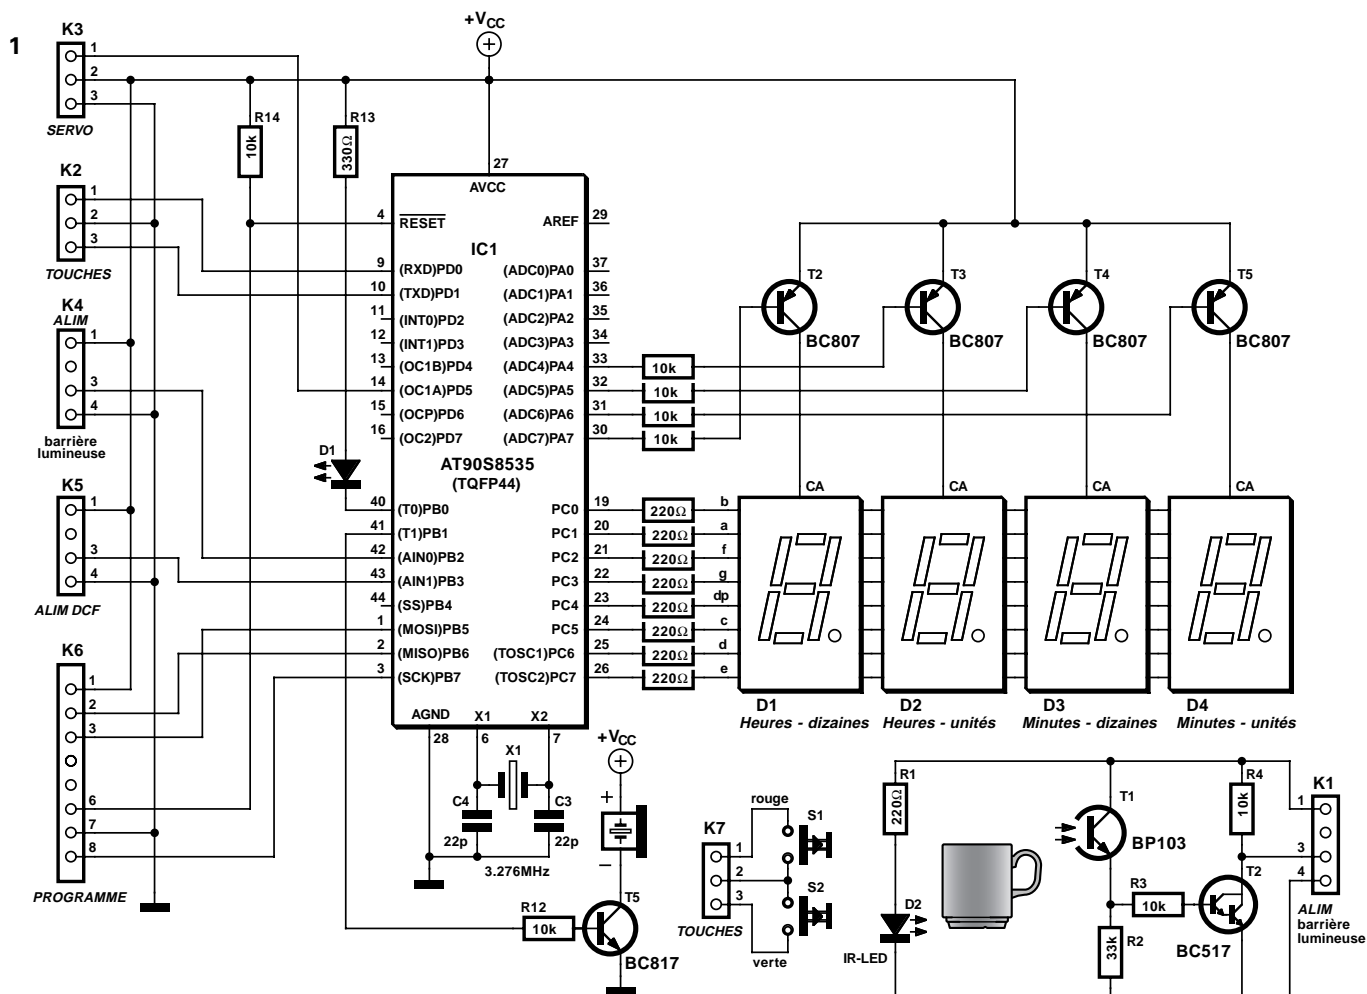 1
K3
1
2
3
SERVO
K2
1
2
3
TOUCHES
K4
ALIM
1
3
4
barrière
lumineuse
K5
1
3
4
ALIM DCF
K6
1
2
3
6
7
8
PROGRAMME
+VCC
R14
10k
R13
330Ω
D1
27
AVCC
4
RESET
AREF
29
IC1
9
(RXD)PD0
(ADC0)PA0
37
10
(TXD)PD1
(ADC1)PA1
36
11
(INT0)PD2
(ADC2)PA2
35
12
(INT1)PD3
(ADC3)PA3
34
13
(OC1B)PD4
(ADC4)PA4
33
10k
14
(OC1A)PD5
(ADC5)PA5
32
10k
15
(OCP)PD6
(ADC6)PA6
31
10k
16
(OC2)PD7
(ADC7)PA7
30
10k
AT90S8535
(TQFP44)
40
(T0)PB0
PC0
19
220Ω
b
41
(T1)PB1
PC1
20
220Ω
a
42
(AIN0)PB2
PC2
21
220Ω
f
43
(AIN1)PB3
PC3
22
220Ω
g
44
(SS)PB4
PC4
23
220Ω
dp
1
(MOSI)PB5
PC5
24
220Ω
c
2
(MISO)PB6
(TOSC1)PC6
25
220Ω
d
3
(SCK)PB7
(TOSC2)PC7
26
220Ω
e
AGND
X1
X2
28
6
7
X1
C4
22p
C3
22p
3.276MHz
T2
BC807
T3
BC807
T4
BC807
T5
BC807
CA
CA
CA
CA
D1
Heures - dizaines
D2
Heures - unités
D3
Minutes - dizaines
D4
Minutes - unités
+VCC
+
–
R12
10k
T5
BC817
K7
1
2
3
TOUCHES
rouge
S1
S2
verte
R1
220Ω
D2
IR-LED
T1
BP103
R3
10k
R2
33k
R4
10k
T2
BC517
K1
1
3
4
ALIM
barrière
lumineuse